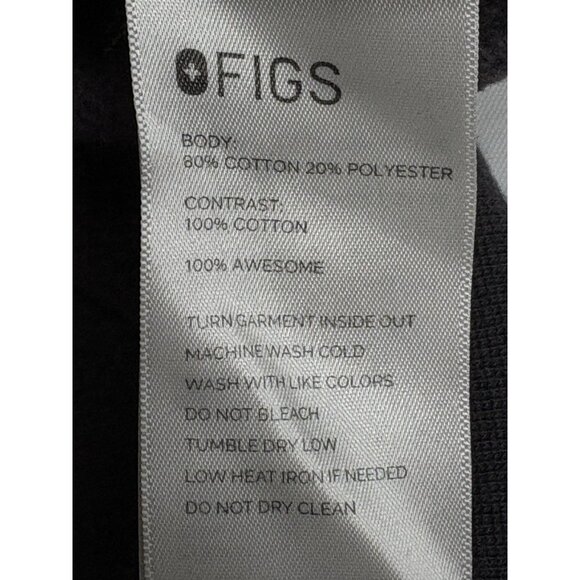 FIGS
BODY:
80% COTTON 20% POLYESTER
CONTRAST:
100% COTTON
100% AWESOME
TURN GARMENT INSIDE OUT
MACHINE WASH COLD
WASH WITH LIKE COLORS
DO NOT BLEACH
TUMBLE DRY LOW
LOW HEAT IRON IF NEEDED
DO NOT DRY CLEAN